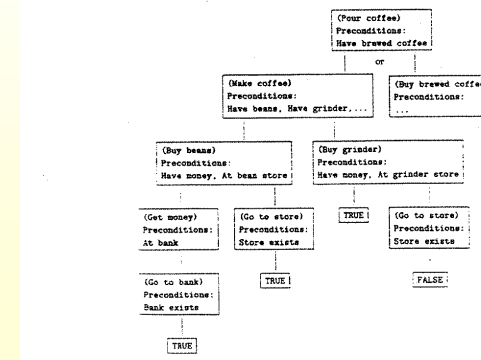 (Pour coffee)
Preconditions:
Have brewed coffee
or
(Make coffee)
Preconditions:
Have beans, Have grinder,...
(Buy brewed coffe
Preconditions:
...
(Buy beans)
Preconditions:
Have money, At bean store
(Buy grinder)
Preconditions:
Have money, At grinder store
(Get money)
Preconditions:
At bank
(Go to store)
Preconditions:
Store exists
TRUE
(Go to store)
Preconditions:
Store exists
(Go to bank)
Preconditions:
Bank exists
TRUE
FALSE
TRUE